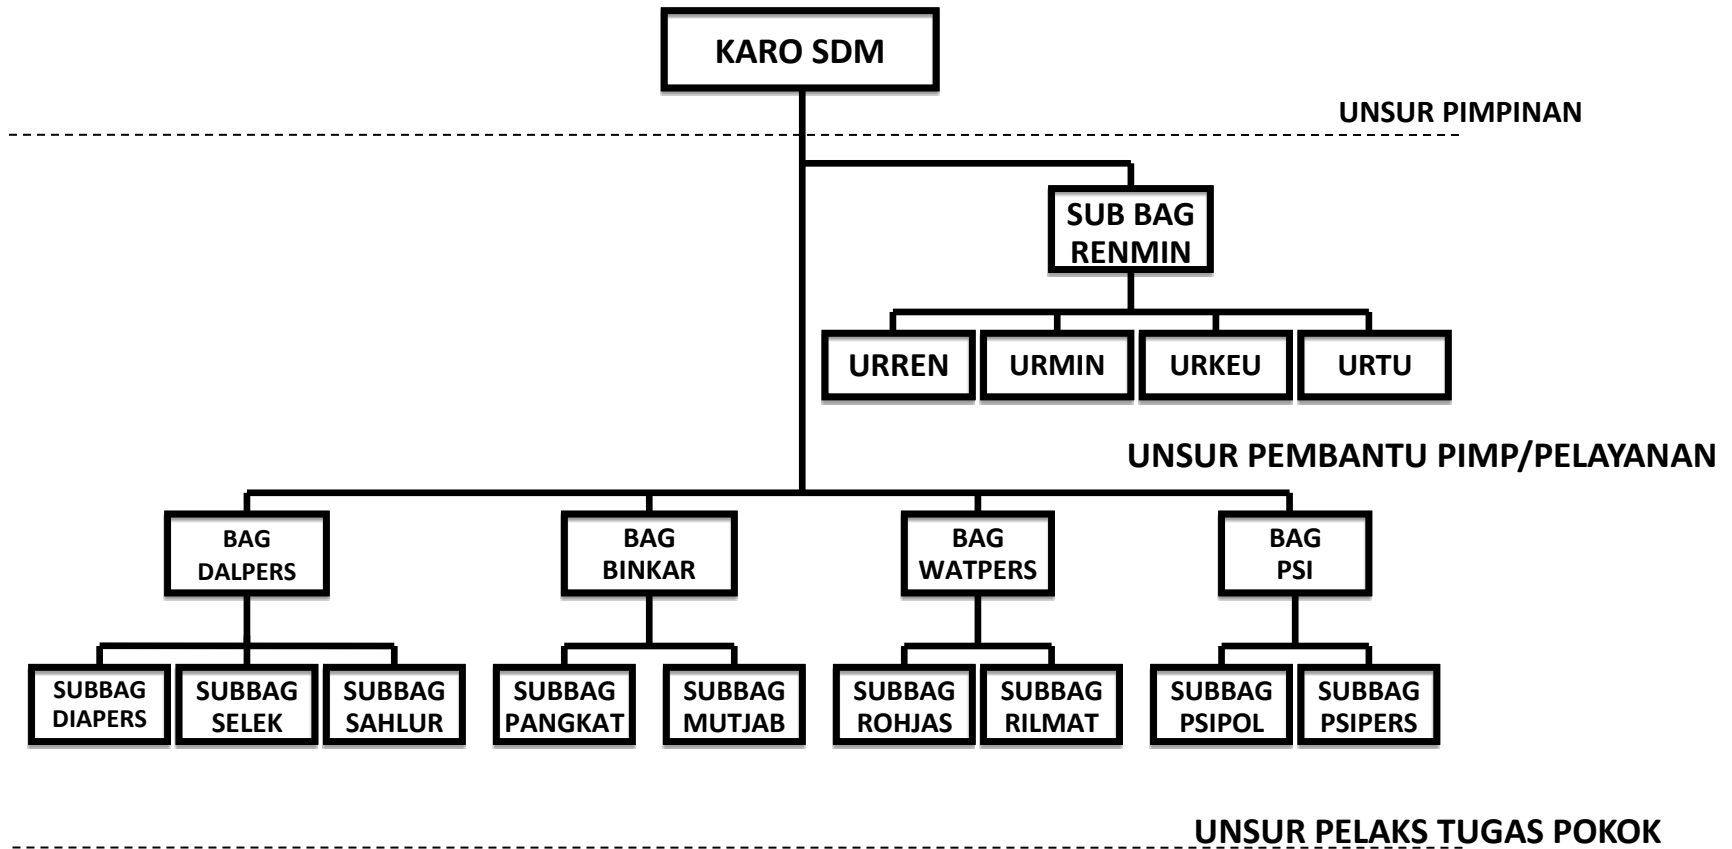 KARO SDM
UNSUR PIMPINAN
SUB BAG
RENMIN
URREN
URMIN
URKEU
URTU
UNSUR PEMBANTU PIMP/PELAYANAN
BAG
DALPERS
BAG
BINKAR
BAG
WATPERS
BAG
PSI
SUBBAG
DIAPERS
SUBBAG
SELEK
SUBBAG
SAHLUR
SUBBAG
PANGKAT
SUBBAG
MUTJAB
SUBBAG
ROHJAS
SUBBAG
RILMAT
SUBBAG
PSIPOL
SUBBAG
PSIPERS
UNSUR PELAKS TUGAS POKOK